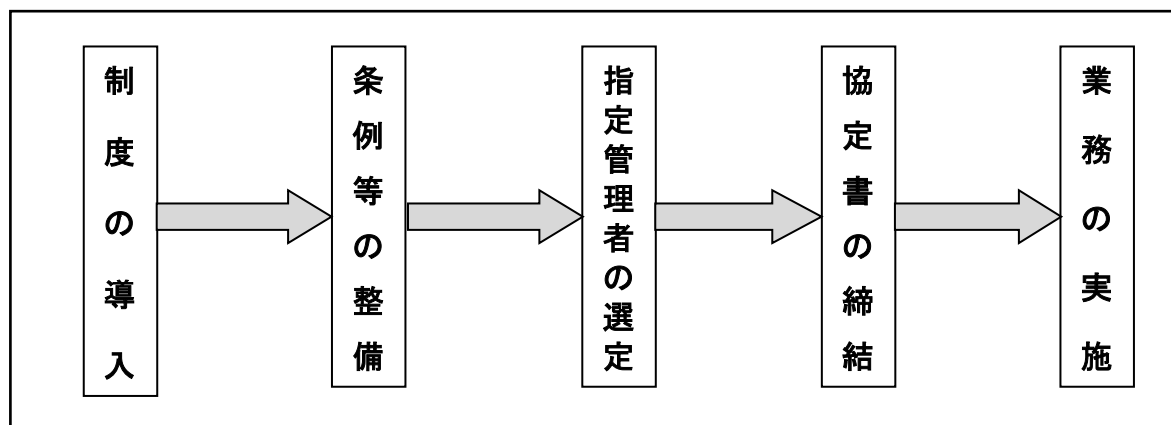 制度の導入
条例等の整備
指定管理者の選定
協定書の締結
業務の実施